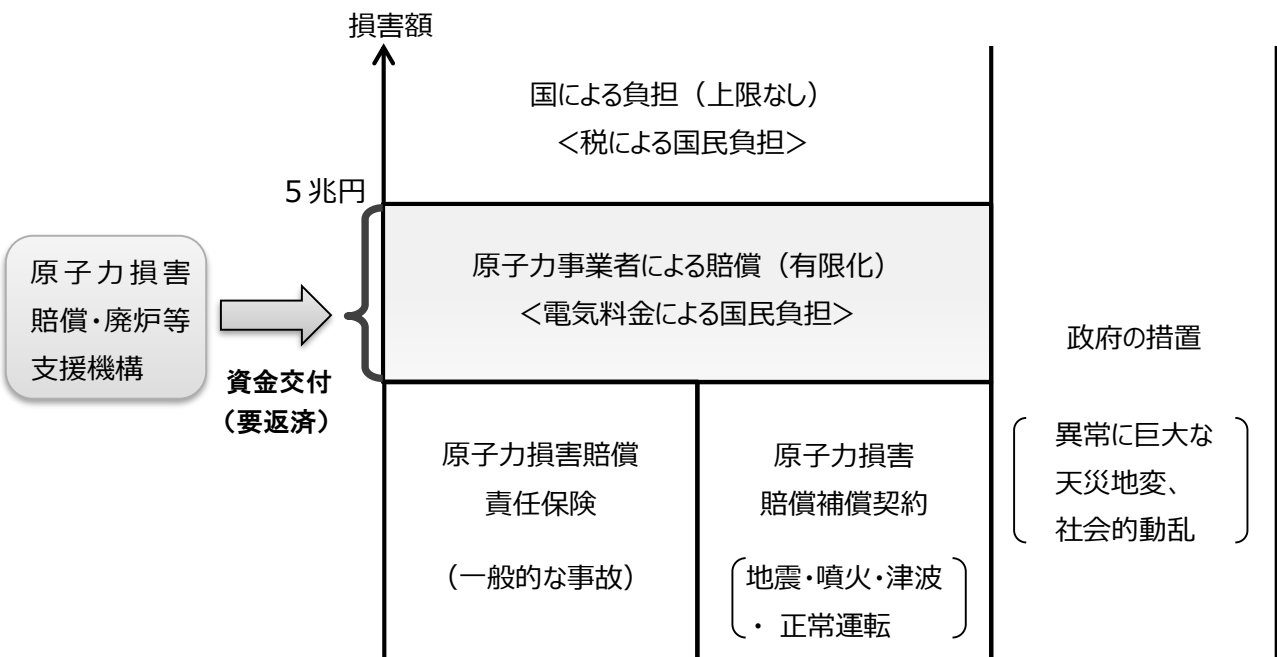 損害額
国による負担（上限なし）
＜税による国民負担＞
５兆円
原子力損害
賠償・廃炉等
支援機構
資金交付
（要返済）
原子力事業者による賠償（有限化）
＜電気料金による国民負担＞
原子力損害賠償
責任保険
（一般的な事故）
原子力損害
賠償補償契約
地震・噴火・津波
・ 正常運転
政府の措置
異常に巨大な
天災地変、
社会的動乱